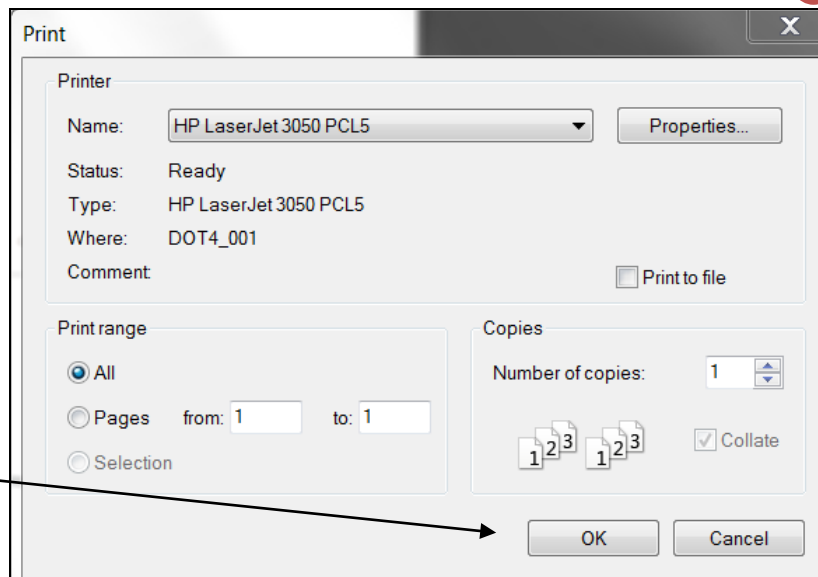 Print
X
Printer
Name: HP LaserJet 3050 PCL5 Properties...
Status: Ready
Type: HP LaserJet 3050 PCL5
Where: DOT4_001
Comment:
Print to file
Print range
All
Pages from: 1 to: 1
Selection
Copies
Number of copies: 1
1 2 3 1 2 3 Collate
OK Cancel